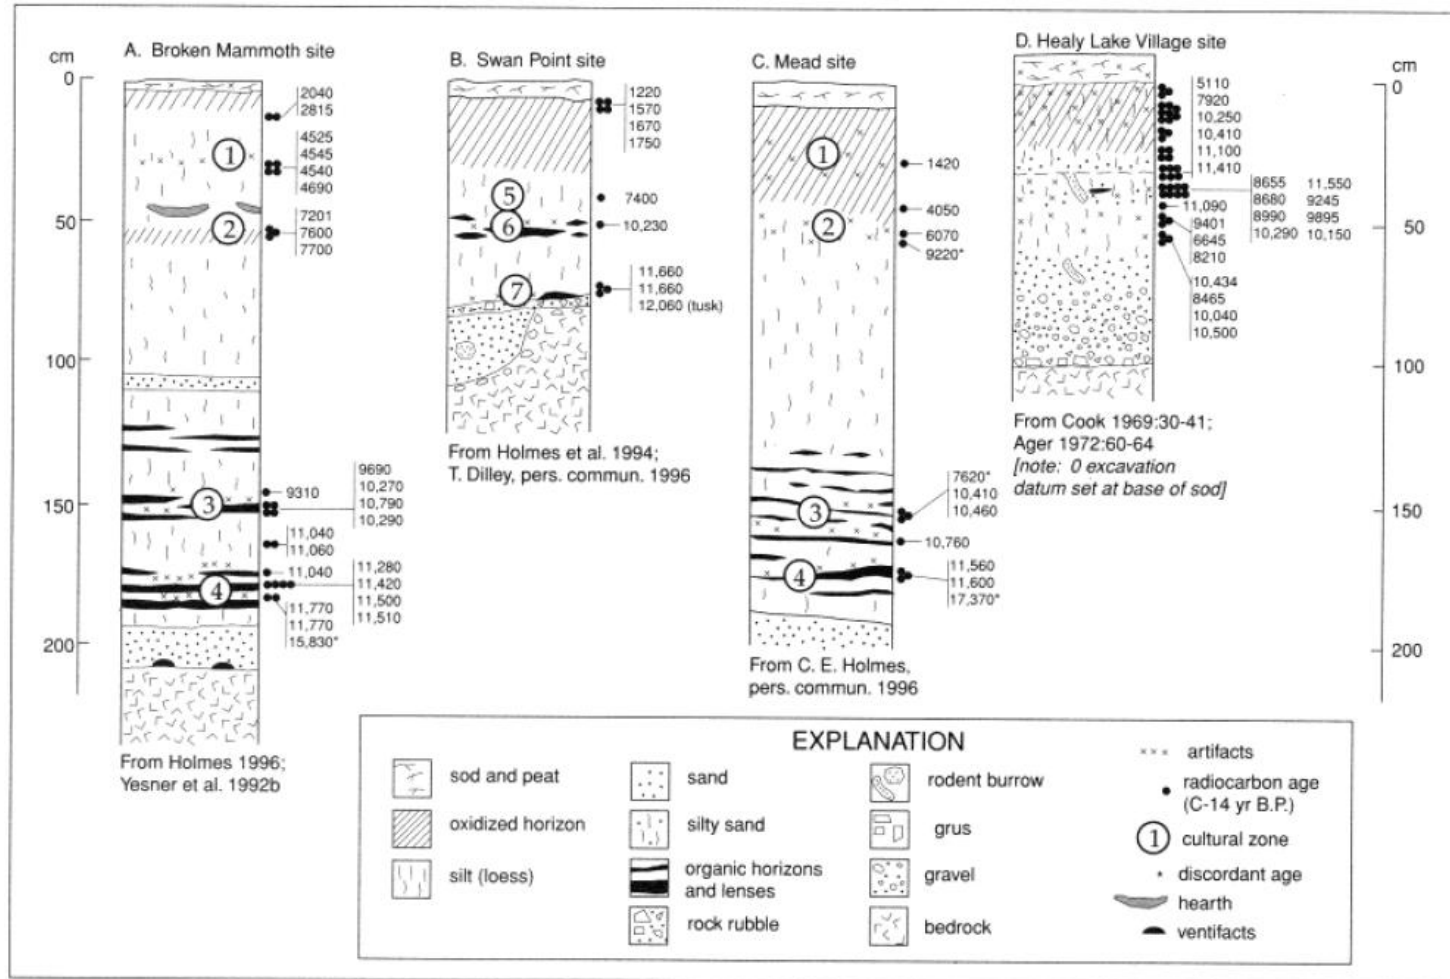 A. Broken Mammoth site
cm
0
50
100
150
200
2040
2815
4525
4545
4540
4690
7201
7600
7700
9310
9690
10,270
10,790
10,290
11,040
11,060
11,040
11,280
11,420
11,500
11,510
11,770
11,770
15,830*
1
2
3
4
From Holmes 1996;
Yesner et al. 1992b
B. Swan Point site
1220
1570
1670
1750
7400
10,230
11,660
11,660
12,060 (tusk)
5
6
7
From Holmes et al. 1994;
T. Dilley, pers. commun. 1996
C. Mead site
1420
4050
6070
9220*
7620*
10,410
10,460
10,760
11,560
11.600
17,370*
1
2
3
4
From C. E. Holmes,
pers. commun. 1996
D. Healy Lake Village site
cm
0
50
100
150
200
5110
7920
10,250
10,410
11,100
11,410
8655 11.550
8680 9245
8990 9895
10,290 10,150
11,090
9401
6645
8210
10,434
8465
10,040
10,500
From Cook 1969:30-41;
Ager 1972:60-64
[note: 0 excavation
datum set at base of sod]
EXPLANATION
sod and peat
oxidized horizon
silt (loess)
sand
silty sand
organic horizons
and lenses
rock rubble
rodent burrow
grus
gravel
bedrock
artifacts
radiocarbon age
(C-14 yr B.P.)
1 cultural zone
* discordant age
hearth
ventifacts